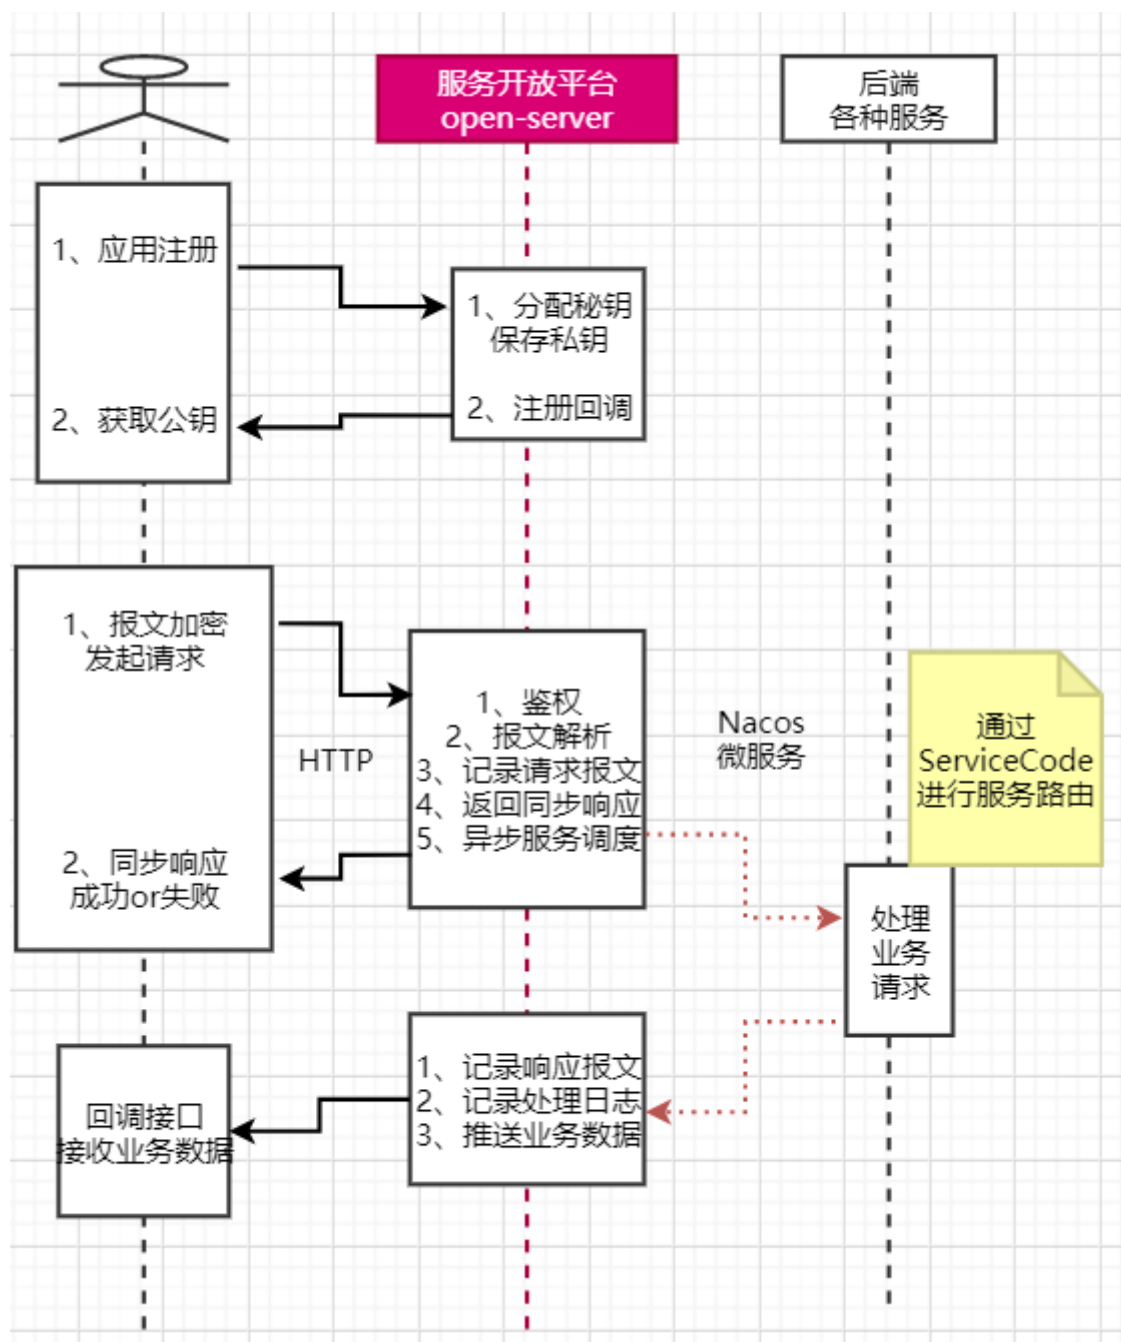 服务开放平台
open-server
后端
各种服务
1、应用注册
2、获取公钥
1、分配秘钥
保存私钥
2、注册回调
1、报文加密
发起请求
2、同步响应
成功or失败
HTTP
1、鉴权
2、报文解析
3、记录请求报文
4、返回同步响应
5、异步服务调度
Nacos
微服务
通过
ServiceCode
进行服务路由
处理
业务
请求
1、记录响应报文
2、记录处理日志
3、推送业务数据
回调接口
接收业务数据